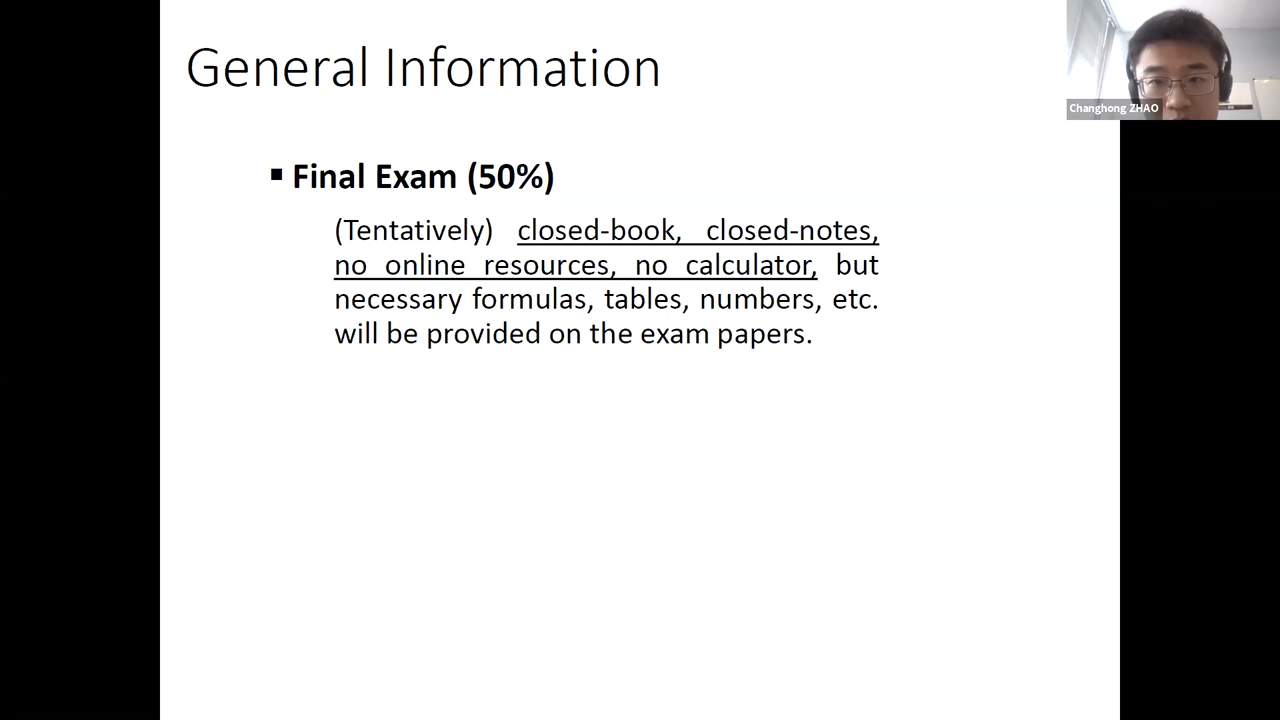 General Information
Changhong ZHAO
▪ Final Exam (50%)
(Tentatively) closed-book, closed-notes,
no online resources, no calculator, but
necessary formulas, tables, numbers, etc.
will be provided on the exam papers.